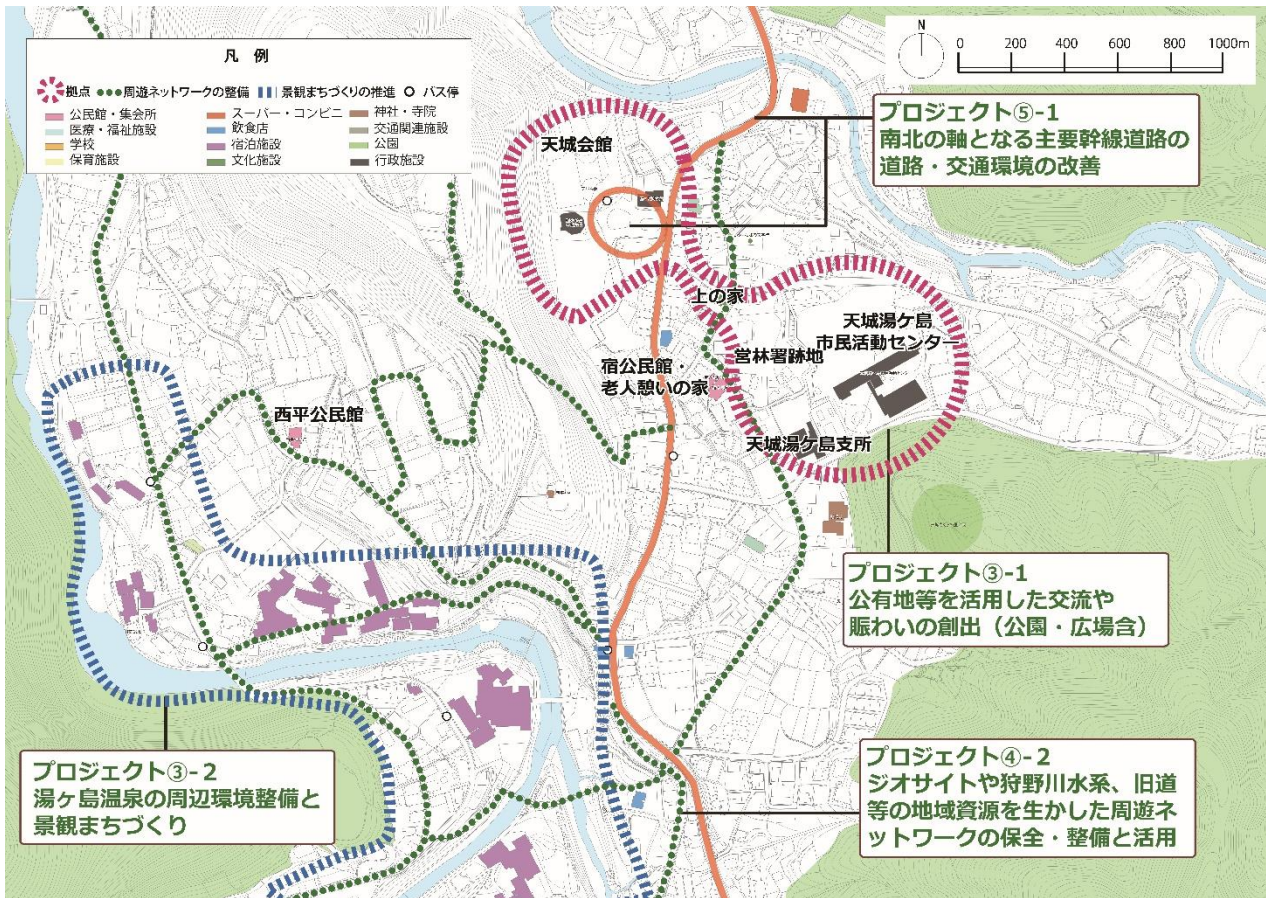 凡 例
拠点 周遊ネットワークの整備 景観まちづくりの推進 バス停
公民館・集会所 スーパー・コンビニ 神社・寺院
医療・福祉施設 飲食店 交通関連施設
学校 宿泊施設 公園
保育施設 文化施設 行政施設
N
0 200 400 600 800 1000m
プロジェクト⑤-1
南北の軸となる主要幹線道路の
道路・交通環境の改善
天城会館
上の家
天城湯ケ島
市民活動センター
営林署跡地
宿公民館・
老人憩いの家
西平公民館
天城湯ケ島支所
プロジェクト③-1
公有地等を活用した交流や
賑わいの創出（公園・広場含）
プロジェクト③-2
湯ヶ島温泉の周辺環境整備と
景観まちづくり
プロジェクト④-2
ジオサイトや狩野川水系、旧道
等の地域資源を生かした周遊ネ
ットワークの保全・整備と活用